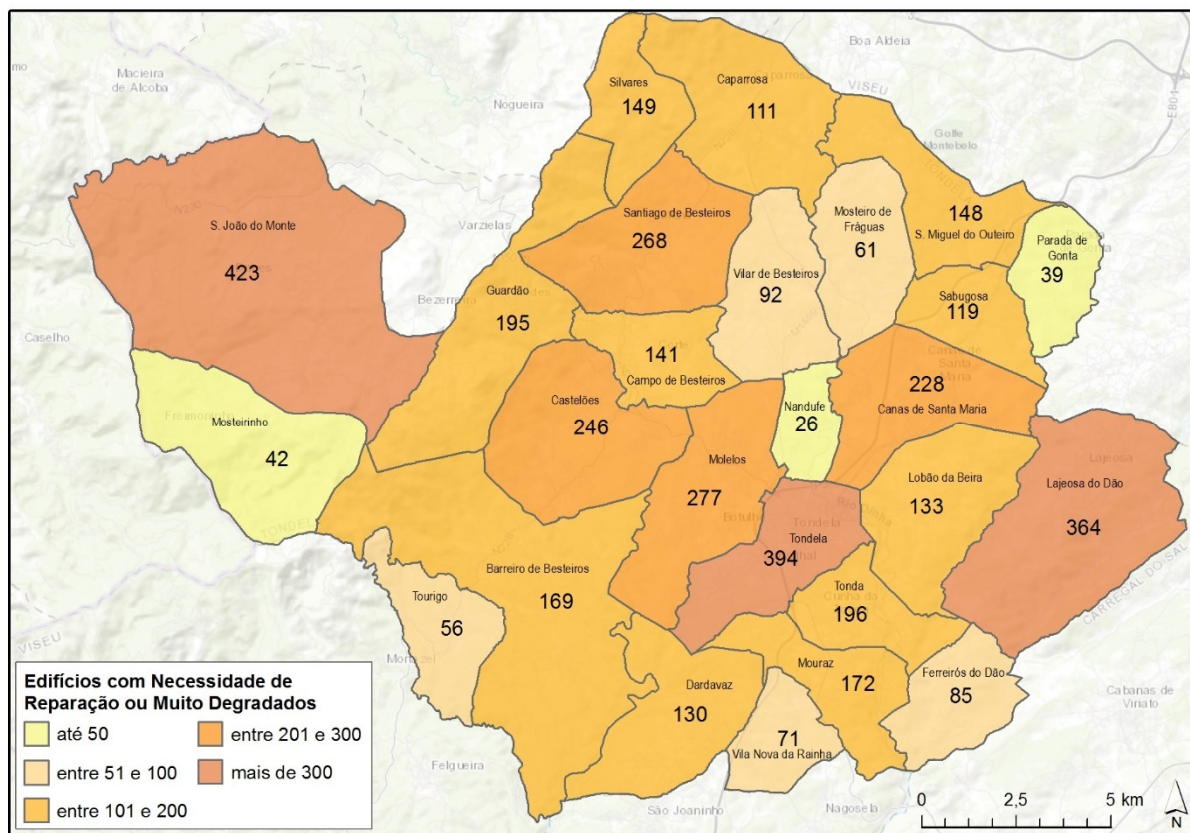 Boa Aldeia
Macieira
de Alcoba
Silvares
149
Caparrosa
111
VISEU
E801
Nogueira
Golfe
Montebelo
Santiago de Besteiros
268
Mosteiro de
Fráguas
61
148
S. Miguel do Outeiro
Parada de
Gonta
39
S. João do Monte
423
Varzielas
Vilar de Besteiros
92
Bezerreira
Guardão
195
Sabugosa
119
Caselho
141
Campo de Besteiros
228
Canas de Santa Maria
Castelões
246
Nandufe
26
Mosteirinho
42
Molelos
277
Lobão da Beira
133
Lajeosa do Dão
364
TONDELA
Tondela
394
Barreiro de Besteiros
169
Tonda
196
CARREGAL DO SAL
Tourigo
56
VISEU
Mouraz
172
Ferreirós do Dão
85
Dardavaz
130
71
Vila Nova da Rainha
Cabanas de
Viriato
Felgueira
São Joaninho
Nagosela
Edifícios com Necessidade de
Reparação ou Muito Degradados
até 50
entre 201 e 300
entre 51 e 100
mais de 300
entre 101 e 200
0 2,5 5 km
N